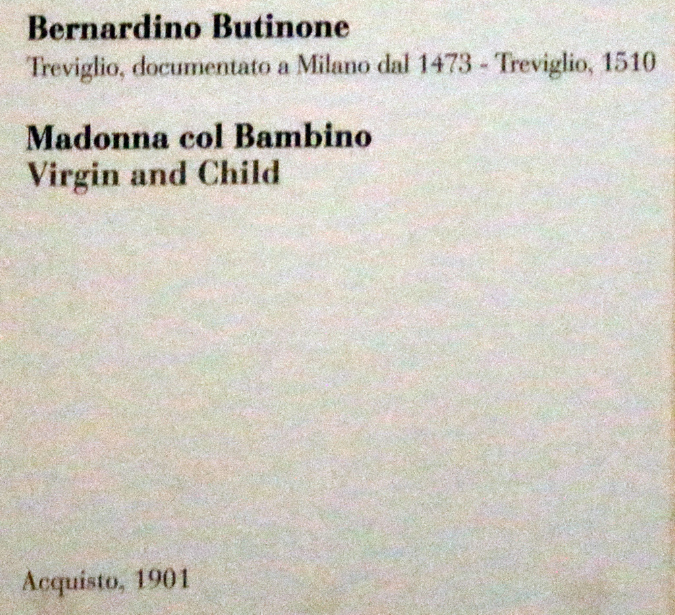 Bernardino Butinone
Treviglio, documentato a Milano dal 1473 - Treviglio, 1510
Madonna col Bambino
Virgin and Child
Acquisto, 1901